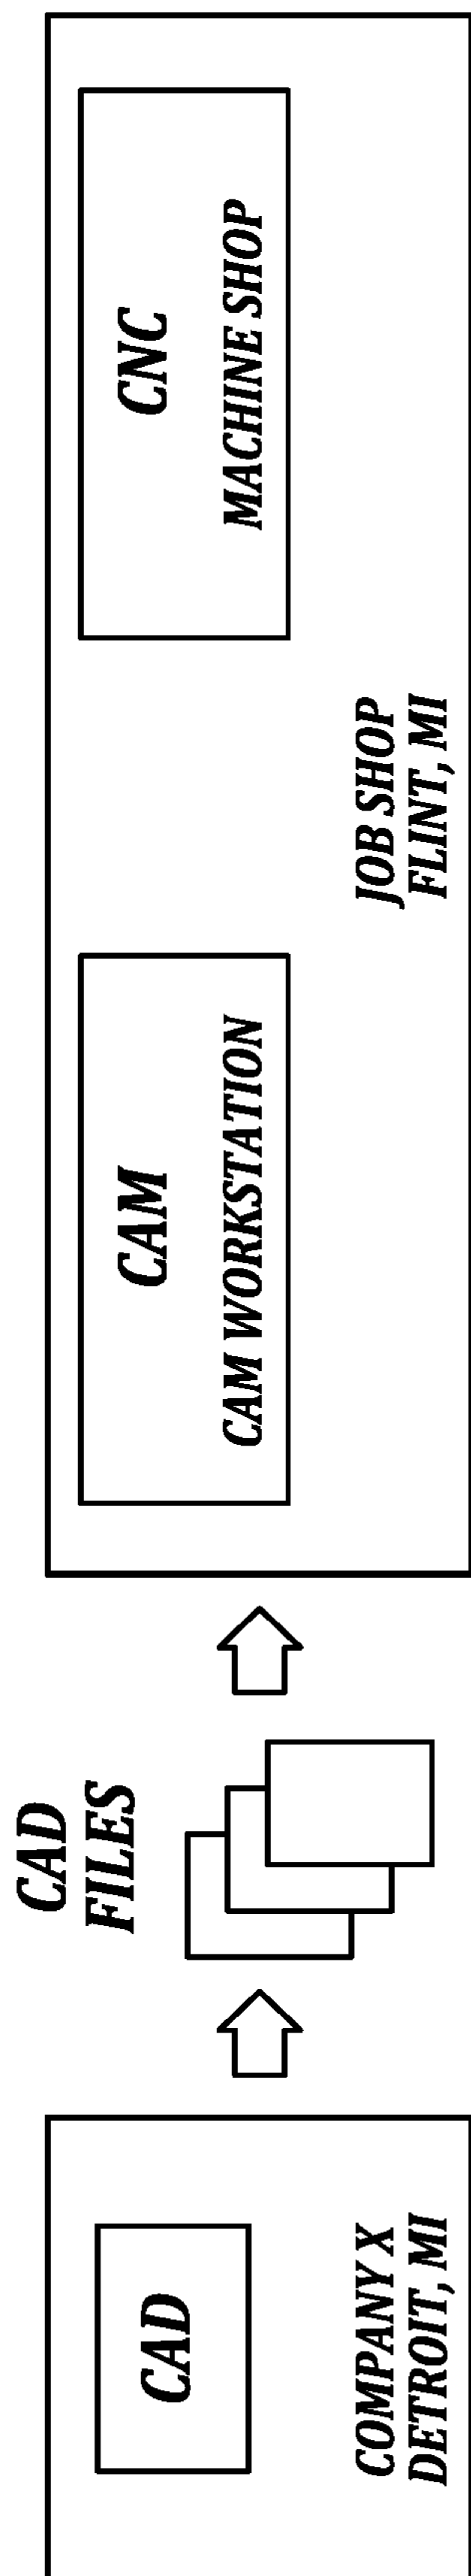 CAD
COMPANY X
DETROIT, MI
CAD
FILES
CAM
CAM WORKSTATION
CNC
MACHINE SHOP
JOB SHOP
FLINT, MI